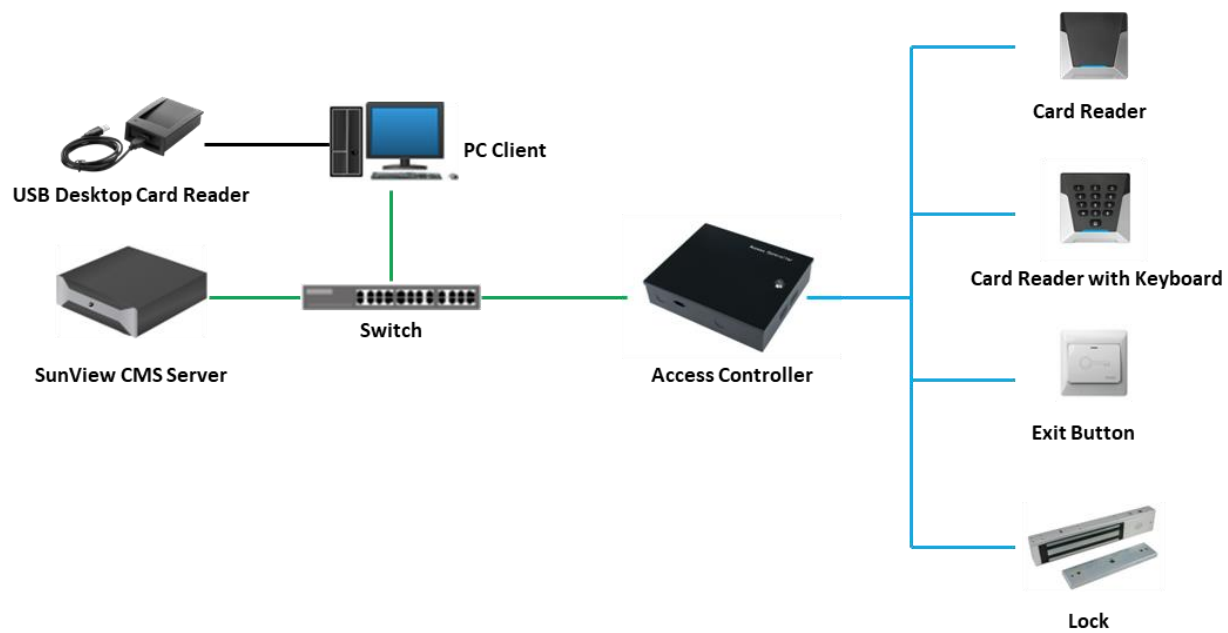 Card Reader
PC Client
USB Desktop Card Reader
Card Reader with Keyboard
Switch
SunView CMS Server
Access Controller
Exit Button
Lock